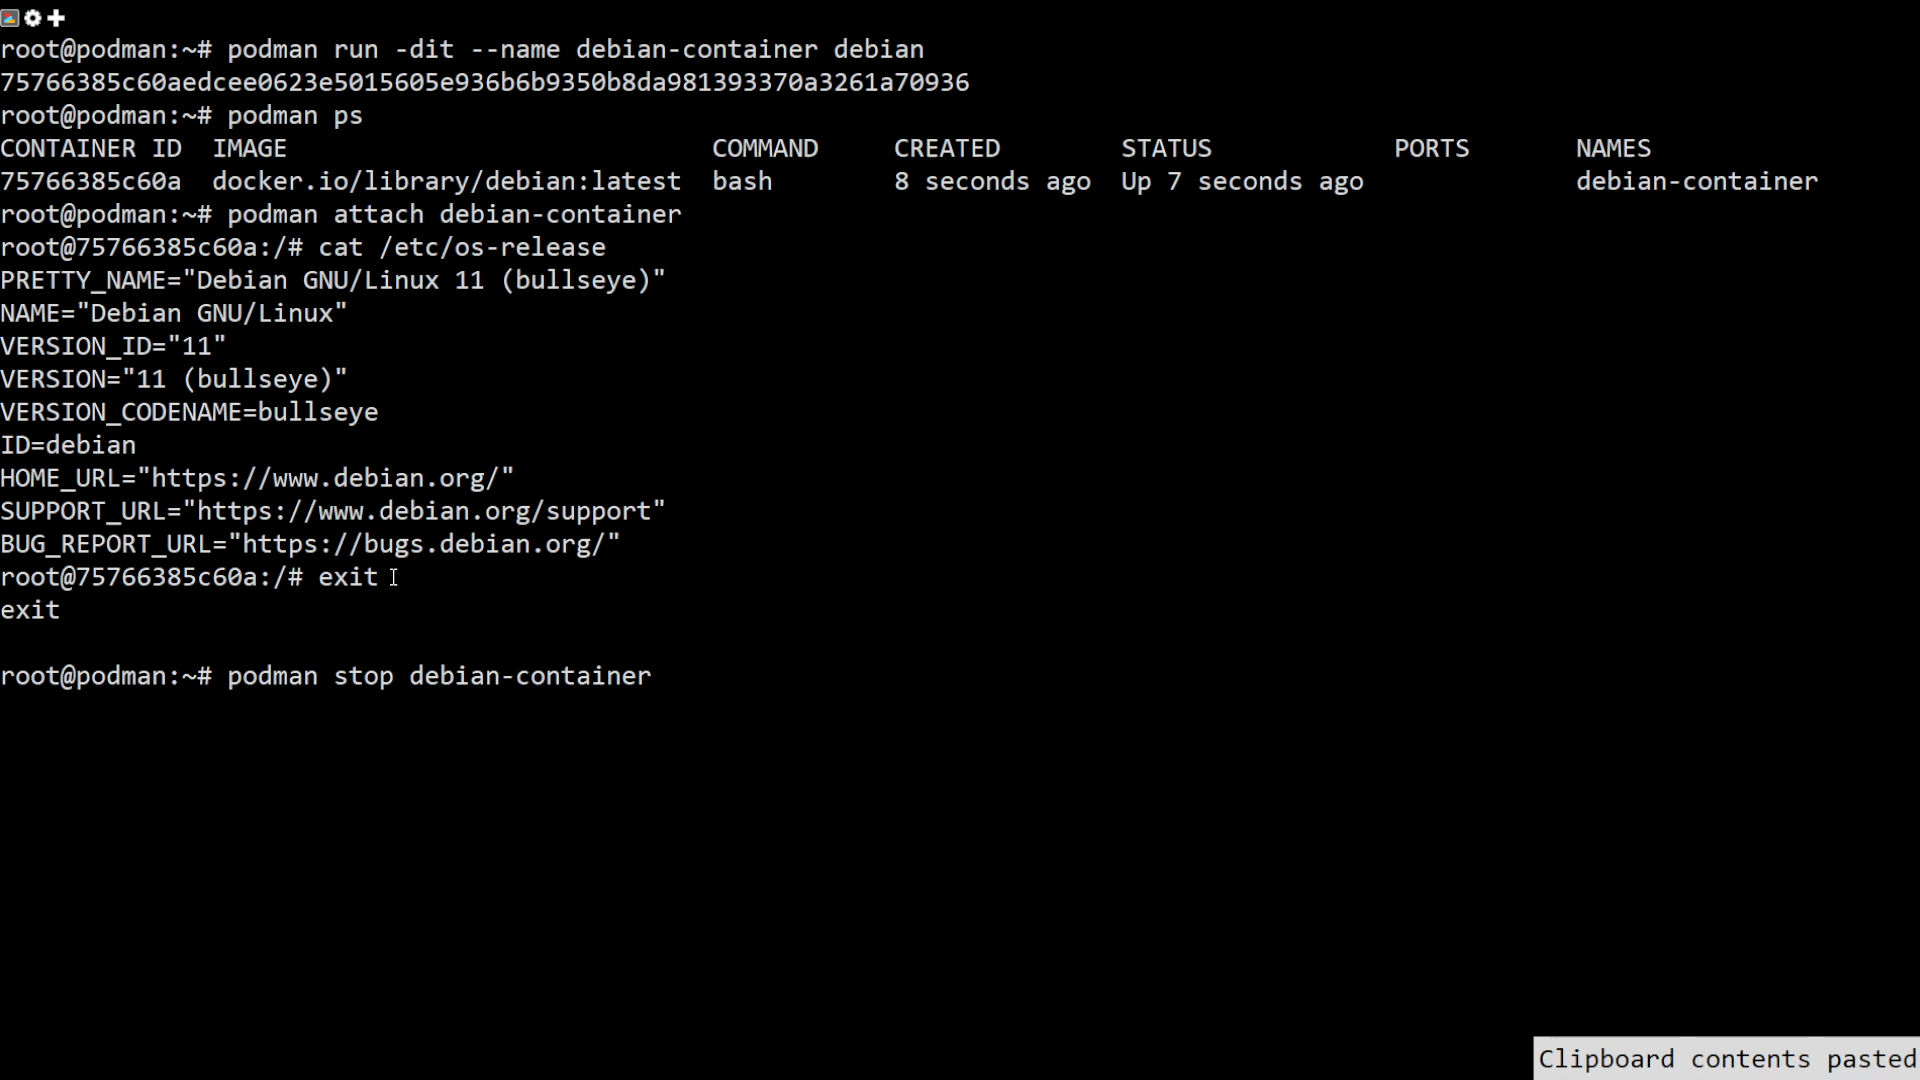 root@podman:~# podman run -dit --name debian-container debian
75766385c60aedcee0623e5015605e936b6b9350b8da981393370a3261a70936
root@podman:~# podman ps
CONTAINER ID  IMAGE                            COMMAND     CREATED        STATUS            PORTS       NAMES
75766385c60a  docker.io/library/debian:latest  bash        8 seconds ago  Up 7 seconds ago              debian-container
root@podman:~# podman attach debian-container
root@75766385c60a:/# cat /etc/os-release
PRETTY_NAME="Debian GNU/Linux 11 (bullseye)"
NAME="Debian GNU/Linux"
VERSION_ID="11"
VERSION="11 (bullseye)"
VERSION_CODENAME=bullseye
ID=debian
HOME_URL="https://www.debian.org/"
SUPPORT_URL="https://www.debian.org/support"
BUG_REPORT_URL="https://bugs.debian.org/"
root@75766385c60a:/# exit
exit
root@podman:~# podman stop debian-container
Clipboard contents pasted